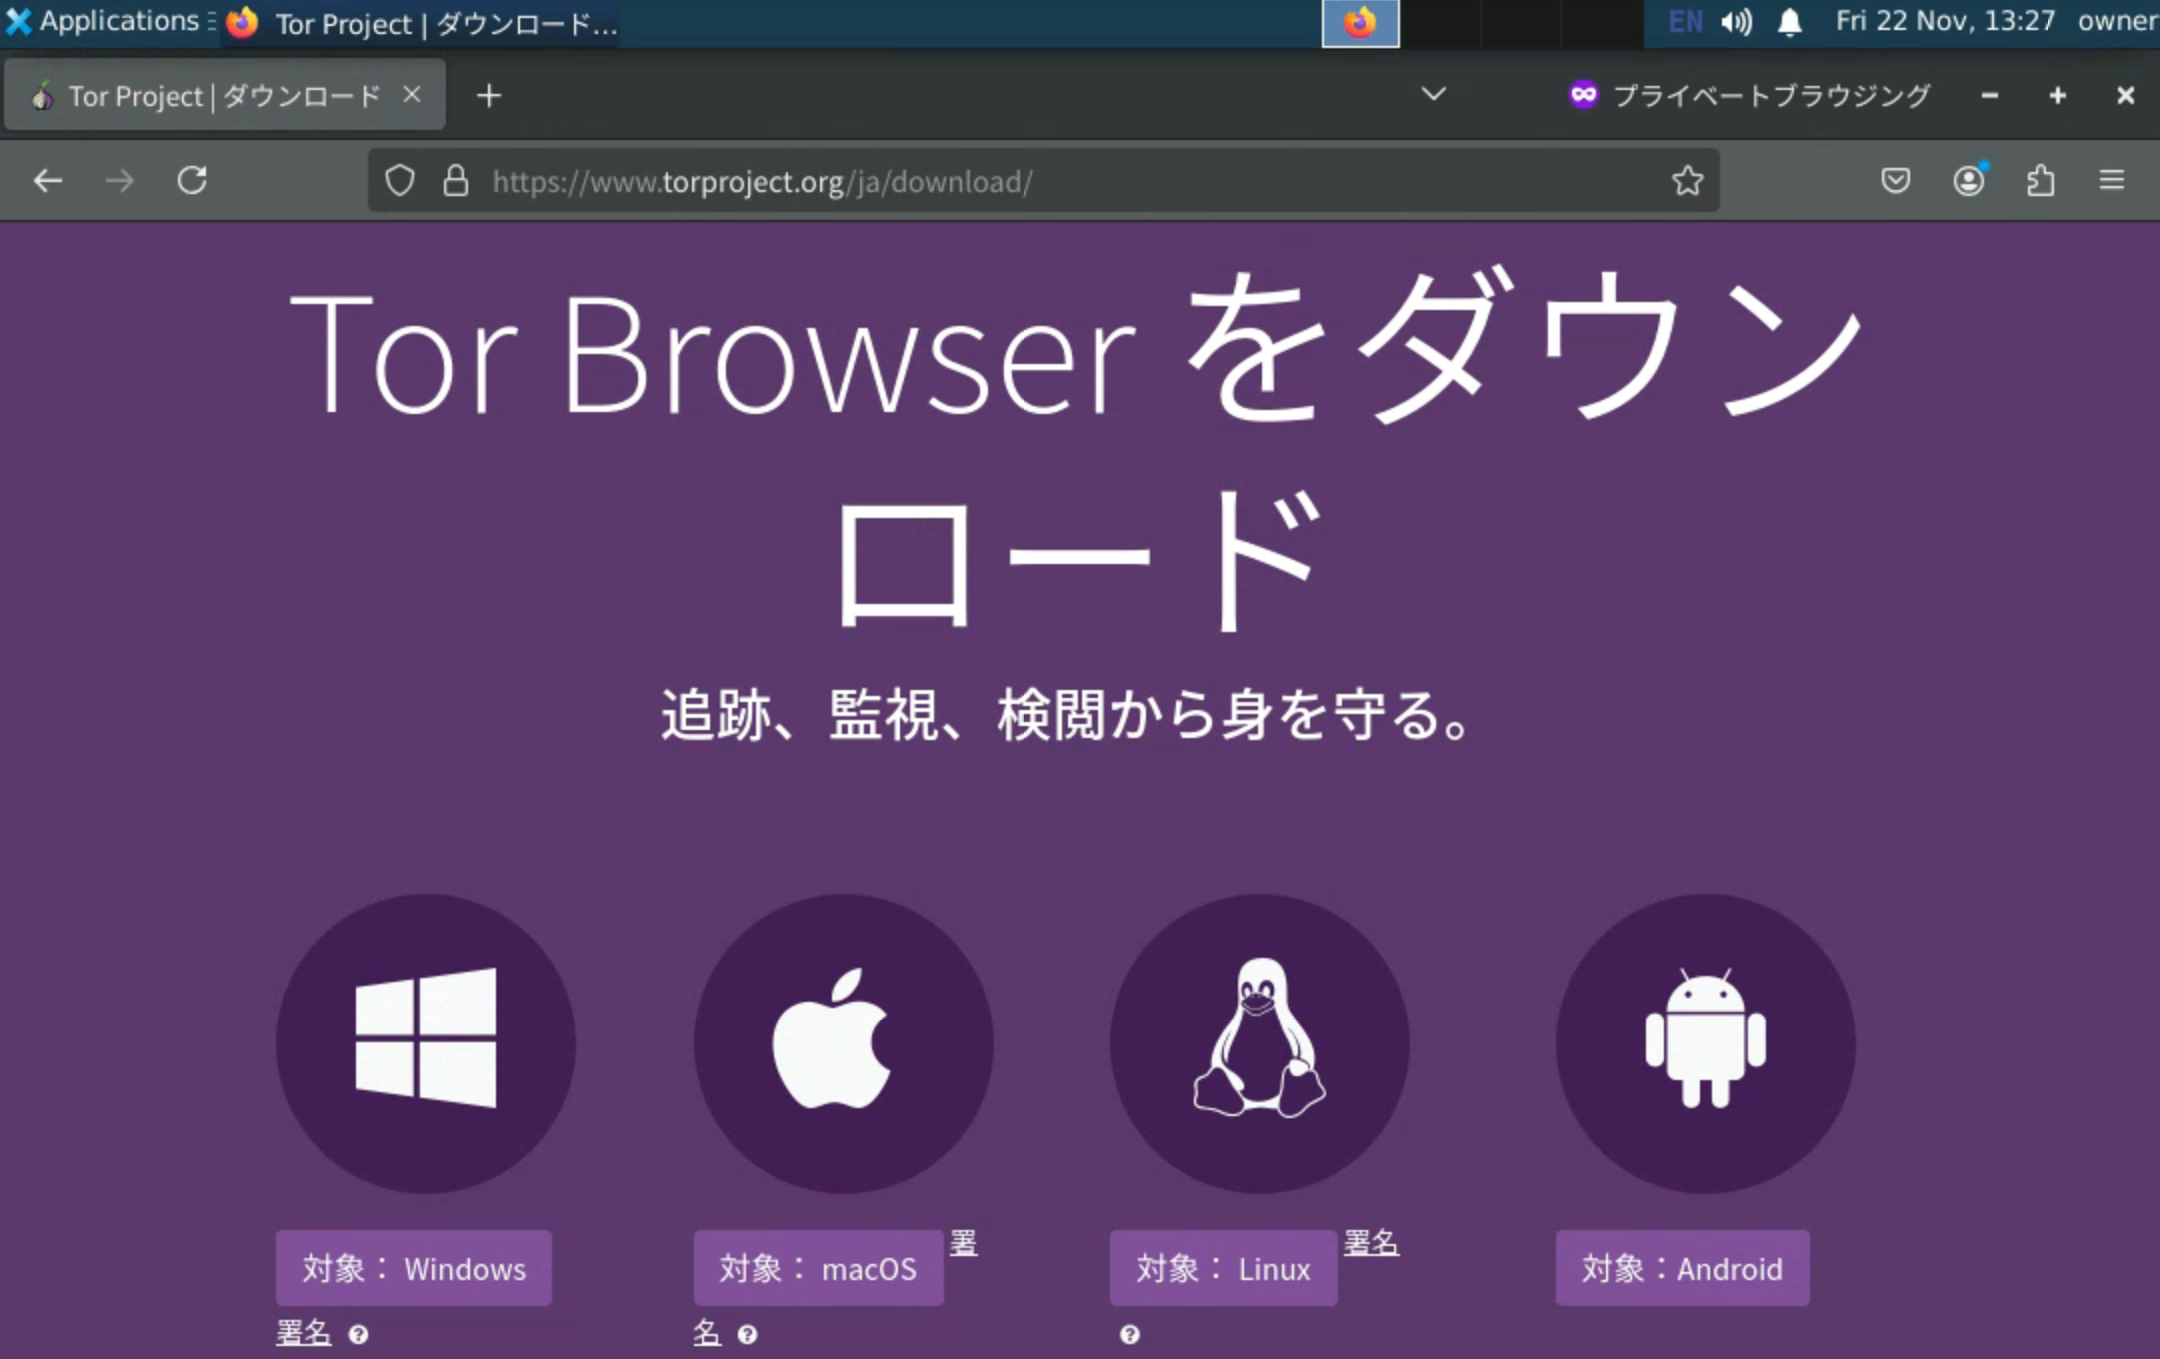 Applications
Tor Project | ダウンロード...
EN
Fri 22 Nov, 13:27
owner
Tor Project | ダウンロード
プライベートブラウジング
https://www.torproject.org/ja/download/
Tor Browser をダウン
ロード
追跡、監視、検閲から身を守る。
対象： Windows
署名
対象： macOS
署
名
対象： Linux
署名
対象：Android